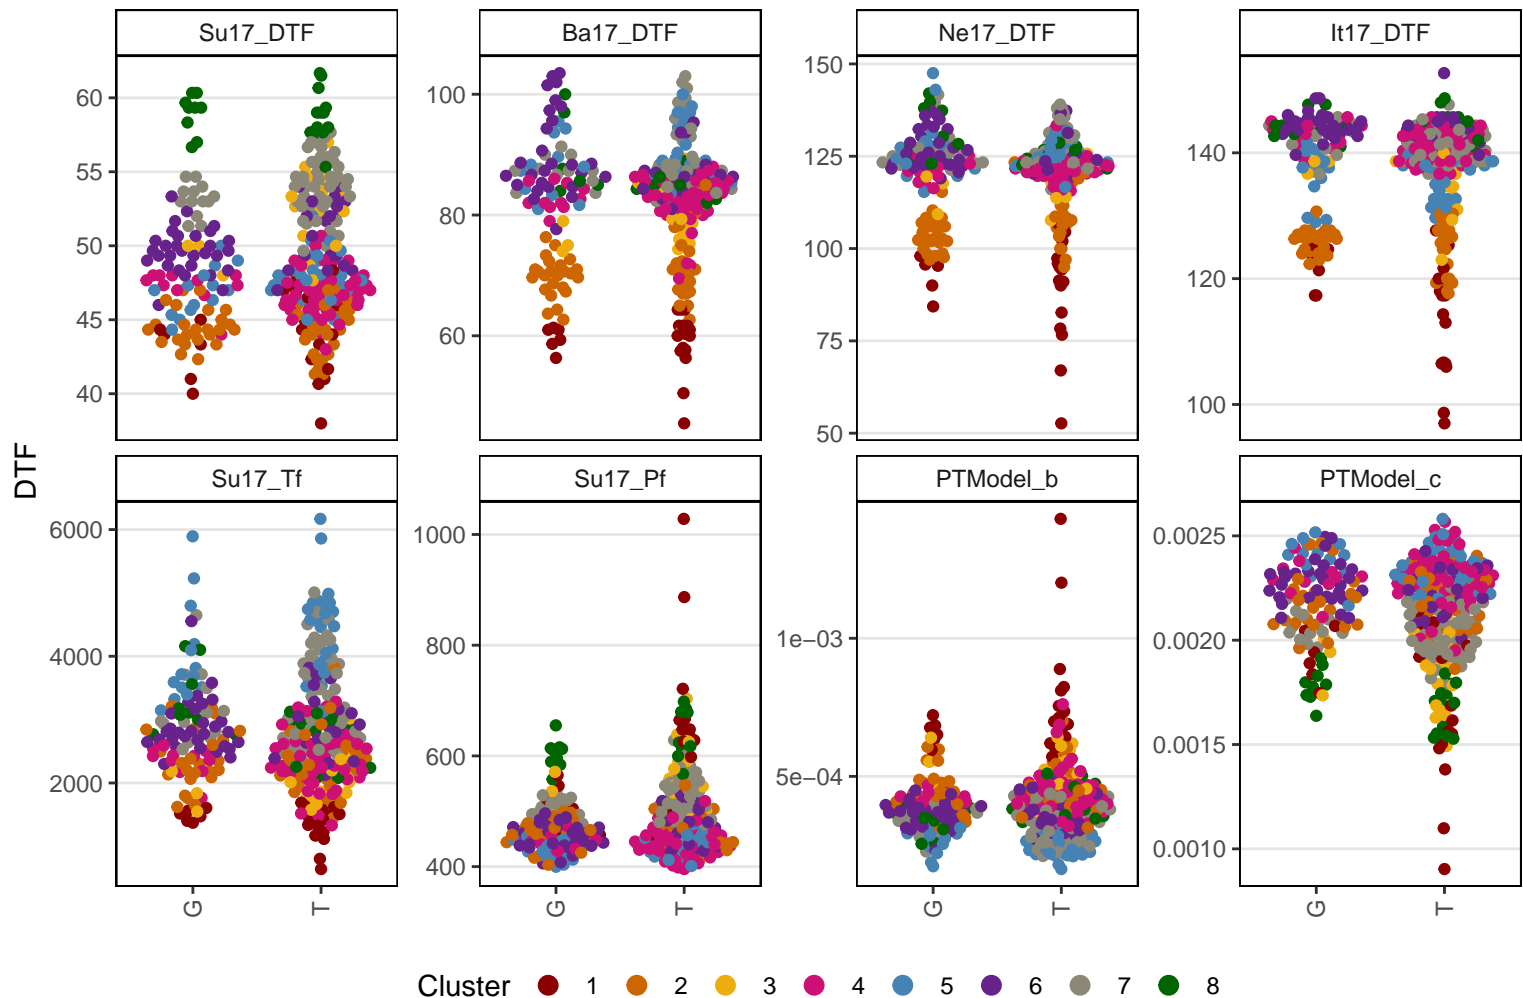 Su17_DTF
Ba17_DTF
Ne17_DTF
It17_DTF
60
55
50
45
40
100
80
60
150
125
100
75
50
140
120
100
DTF
Su17_Tf
Su17_Pf
PTModel_b
PTModel_c
6000
4000
2000
1000
800
600
400
1e−03
5e−04
0.0025
0.0020
0.0015
0.0010
G
T
G
T
G
T
G
T
Cluster 1 2 3 4 5 6 7 8